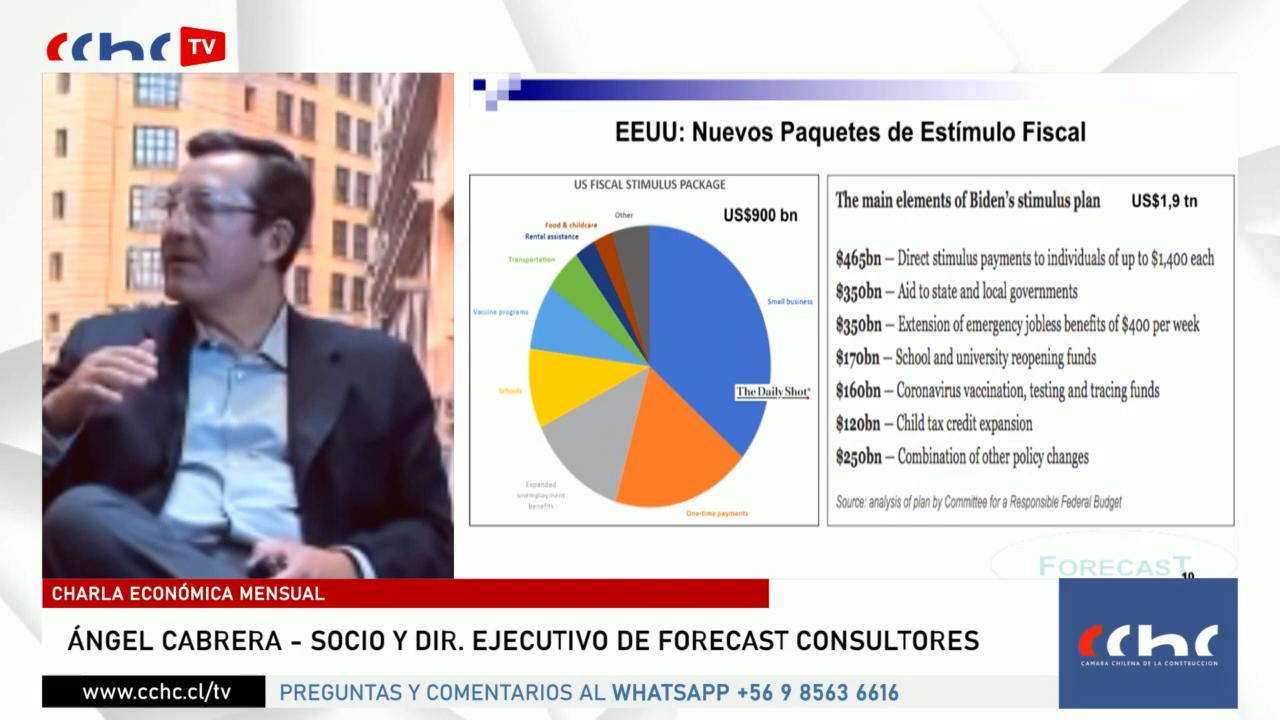 cchc TV
EEUU: Nuevos Paquetes de Estímulo Fiscal
US FISCAL STIMULUS PACKAGE
US$900 bn
Other
Food & childcare
Rental assistance
Transportation
Vaccine programs
Schools
Expanded
unemployment
benefits
One-time payments
Small business
The Daily Shot
The main elements of Biden's stimulus plan US$1,9 tn
$465bn – Direct stimulus payments to individuals of up to $1,400 each
$350bn – Aid to state and local governments
$350bn – Extension of emergency jobless benefits of $400 per week
$170bn – School and university reopening funds
$160bn – Coronavirus vaccination, testing and tracing funds
$120bn – Child tax credit expansion
$250bn – Combination of other policy changes
Source: analysis of plan by Committee for a Responsible Federal Budget
FORECAST
10
CHARLA ECONÓMICA MENSUAL
ÁNGEL CABRERA - SOCIO Y DIR. EJECUTIVO DE FORECAST CONSULTORES
www.cchc.cl/tv
PREGUNTAS Y COMENTARIOS AL WHATSAPP +56 9 8563 6616
cchc
CAMARA CHILENA DE LA CONSTRUCCION